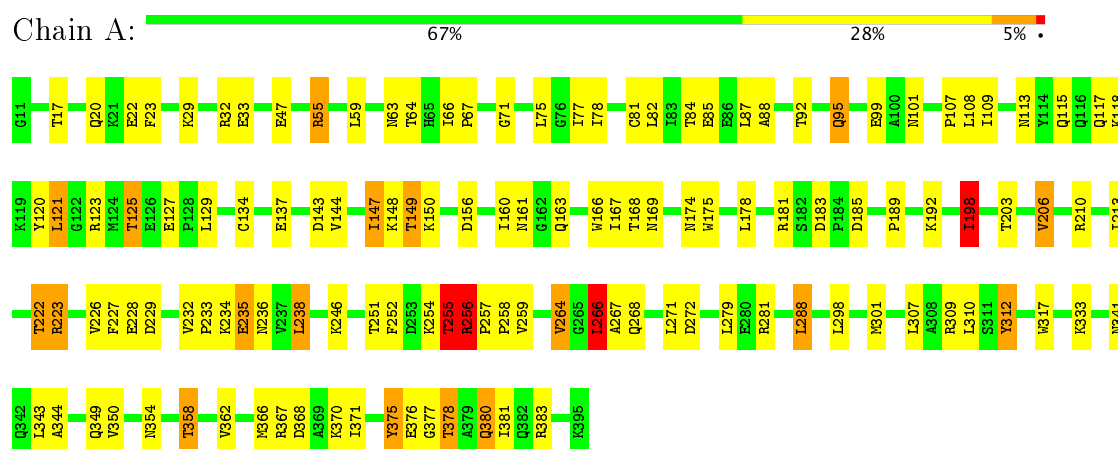 Chain A:
67% 28% 5% •
G11 T17 Q20 K21 E22 F23 K29 R32 E33 E47 R55 L59 N63 T64 H65 I66 P67 G71 L75 G76 I77 I78 C81 L82 I83 T84 E85 E86 L87 A88 T92 Q95 E99 A100 N101 P107 L108 I109 N113 Y114 Q115 Q116 Q117 K118
K119 Y120 L121 G122 R123 M124 T125 E126 E127 P128 L129 C134 E137 D143 V144 I147 K148 T149 K150 D156 I160 N161 G162 Q163 W166 I167 T168 N169 N174 W175 L178 R181 S182 D183 P184 D185 P189 K192 I198 T203 V206 R210
T222 R223 V226 F227 E228 D229 V232 P233 K234 E235 N236 V237 L238 K246 T251 F252 D253 K254 T255 R256 P257 P258 V259 V264 G265 L266 A267 Q268 L271 D272 L279 E280 R281 L288 L298 M301 L307 A308 R309 L310 S311 Y312 W317 K333 N341
Q342 L343 A344 Q349 V350 N354 T358 V362 M366 R367 D368 A369 K370 I371 Y375 E376 G377 T378 A379 Q380 I381 Q382 R383 K395